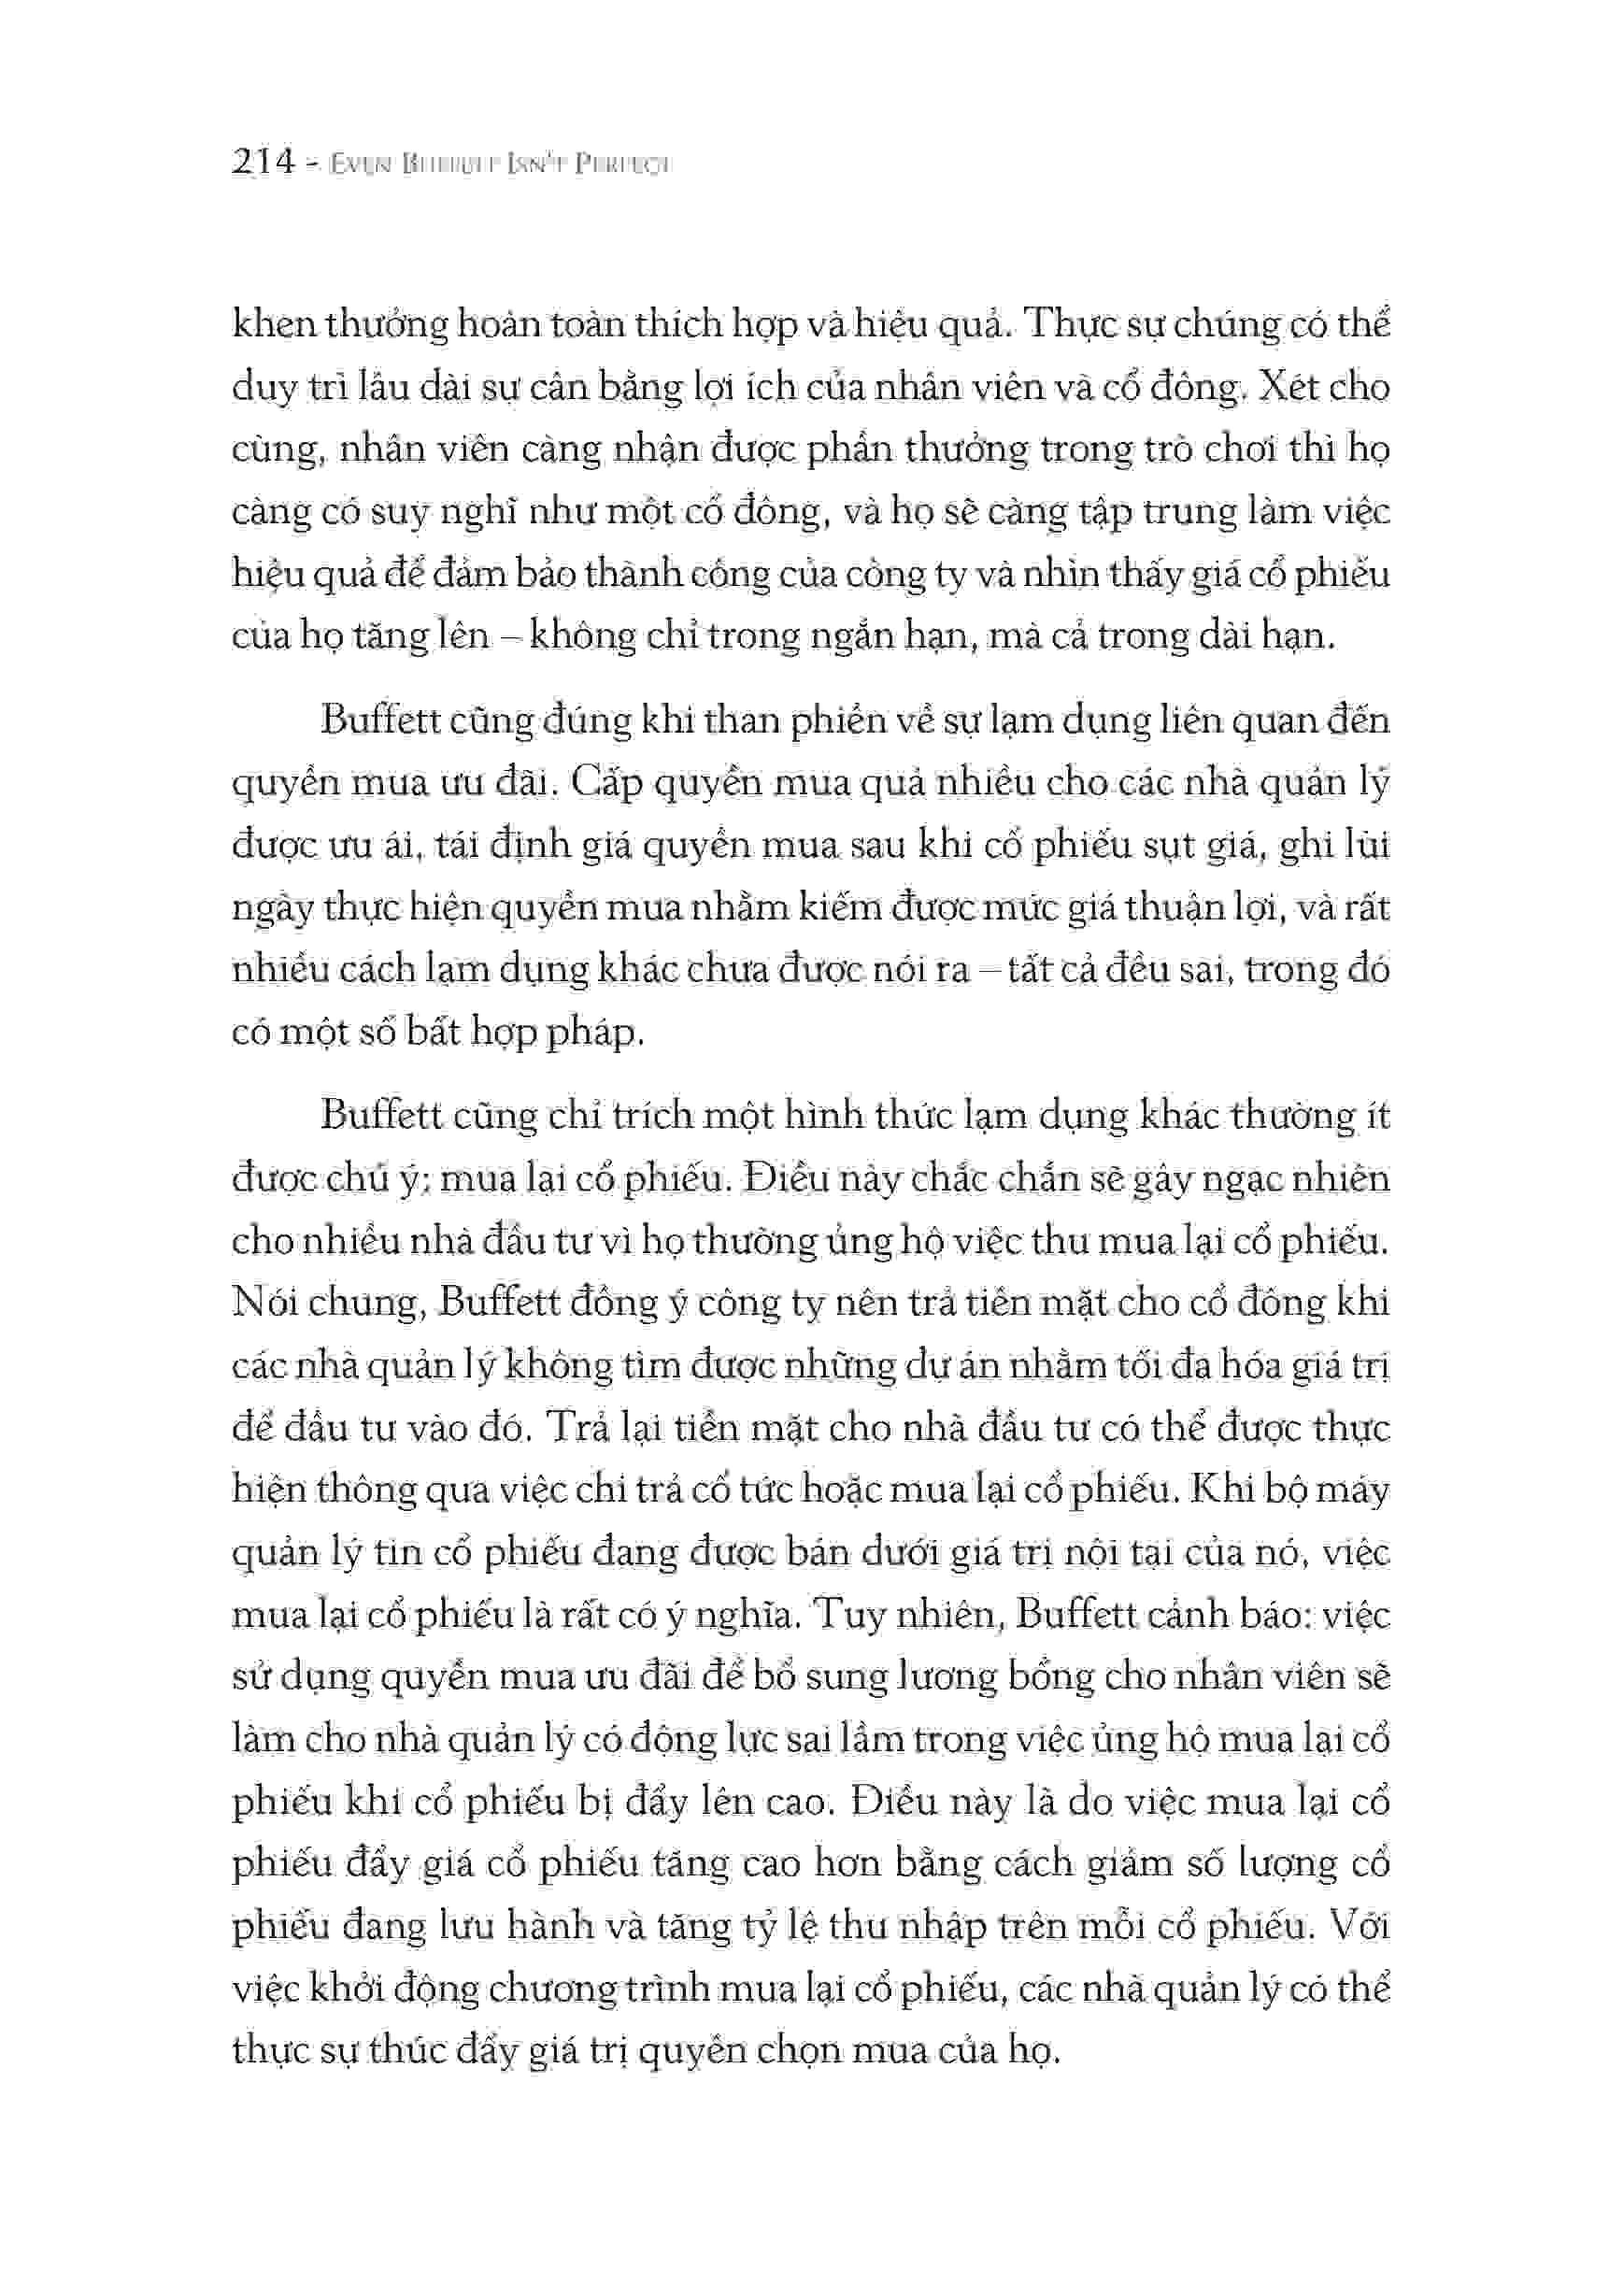 214 - EVEN BUFFETT ISN'T PERFECT
khen thưởng hoàn toàn thích hợp và hiệu quả. Thực sự chúng có thể
duy trì lâu dài sự cân bằng lợi ích của nhân viên và cổ đông. Xét cho
cùng, nhân viên càng nhận được phần thưởng trong trò chơi thì họ
càng có suy nghĩ như một cổ đông, và họ sẽ càng tập trung làm việc
hiệu quả để đảm bảo thành công của công ty và nhìn thấy giá cổ phiếu
của họ tăng lên – không chỉ trong ngắn hạn, mà cả trong dài hạn.
Buffett cũng đúng khi than phiền về sự lạm dụng liên quan đến
quyền mua ưu đãi. Cấp quyền mua quá nhiều cho các nhà quản lý
được ưu ái, tái định giá quyền mua sau khi cổ phiếu sụt giá, ghi lùi
ngày thực hiện quyền mua nhằm kiếm được mức giá thuận lợi, và rất
nhiều cách lạm dụng khác chưa được nói ra – tất cả đều sai, trong đó
có một số bất hợp pháp.
Buffett cũng chỉ trích một hình thức lạm dụng khác thường ít
được chú ý: mua lại cổ phiếu. Điều này chắc chắn sẽ gây ngạc nhiên
cho nhiều nhà đầu tư vì họ thường ủng hộ việc thu mua lại cổ phiếu.
Nói chung, Buffett đồng ý công ty nên trả tiền mặt cho cổ đông khi
các nhà quản lý không tìm được những dự án nhằm tối đa hóa giá trị
để đầu tư vào đó. Trả lại tiền mặt cho nhà đầu tư có thể được thực
hiện thông qua việc chi trả cổ tức hoặc mua lại cổ phiếu. Khi bộ máy
quản lý tin cổ phiếu đang được bán dưới giá trị nội tại của nó, việc
mua lại cổ phiếu là rất có ý nghĩa. Tuy nhiên, Buffett cảnh báo: việc
sử dụng quyền mua ưu đãi để bổ sung lương bổng cho nhân viên sẽ
làm cho nhà quản lý có động lực sai lầm trong việc ủng hộ mua lại cổ
phiếu khi cổ phiếu bị đẩy lên cao. Điều này là do việc mua lại cổ
phiếu đẩy giá cổ phiếu tăng cao hơn bằng cách giảm số lượng cổ
phiếu đang lưu hành và tăng tỷ lệ thu nhập trên mỗi cổ phiếu. Với
việc khởi động chương trình mua lại cổ phiếu, các nhà quản lý có thể
thực sự thúc đẩy giá trị quyền chọn mua của họ.